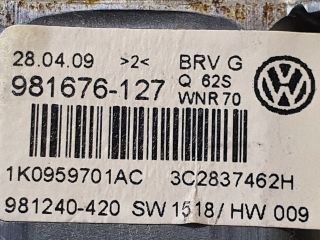 28.04.09 >2< BRV G
981676-127 Q 62S
WNR 70
1K0959701AC 3C2837462H
981240-420 SW 1518/ HW 009